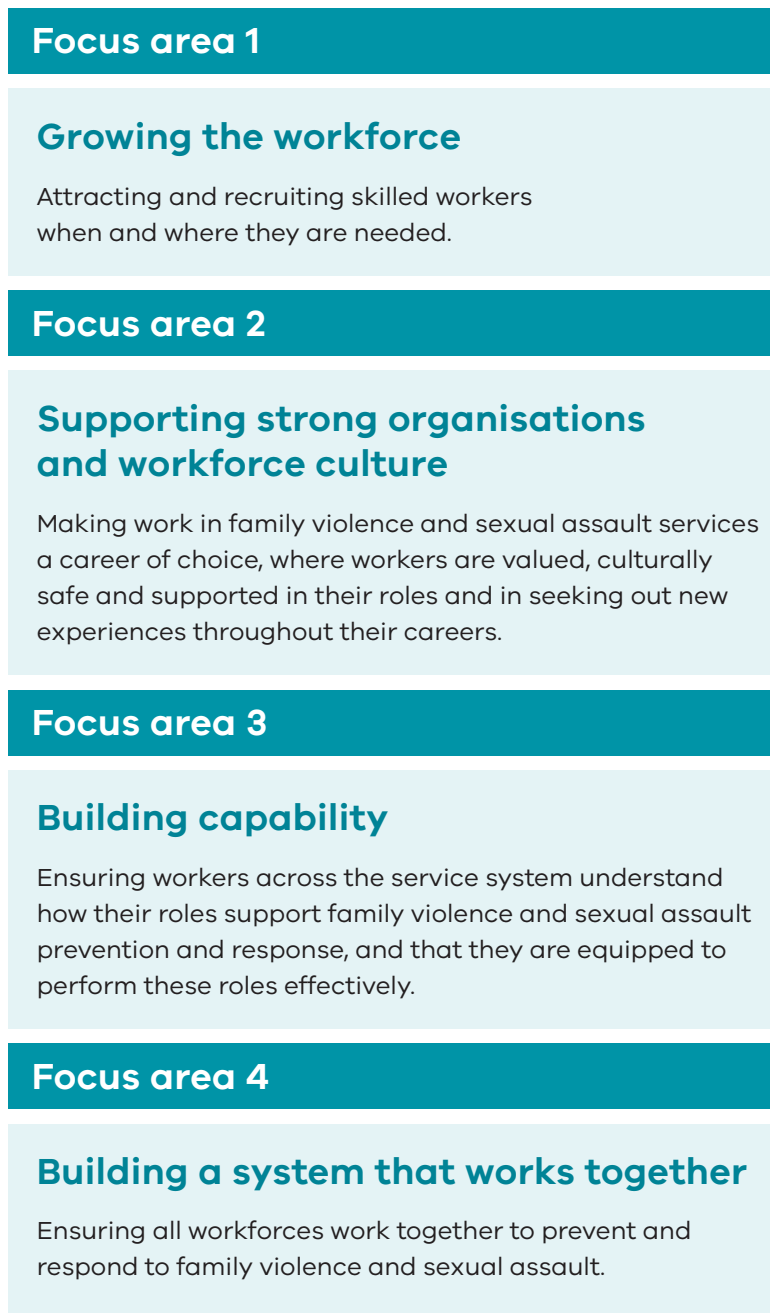 Focus area 1
Growing the workforce
Attracting and recruiting skilled workers
when and where they are needed.
Focus area 2
Supporting strong organisations
and workforce culture
Making work in family violence and sexual assault services
a career of choice, where workers are valued, culturally
safe and supported in their roles and in seeking out new
experiences throughout their careers.
Focus area 3
Building capability
Ensuring workers across the service system understand
how their roles support family violence and sexual assault
prevention and response, and that they are equipped to
perform these roles effectively.
Focus area 4
Building a system that works together
Ensuring all workforces work together to prevent and
respond to family violence and sexual assault.